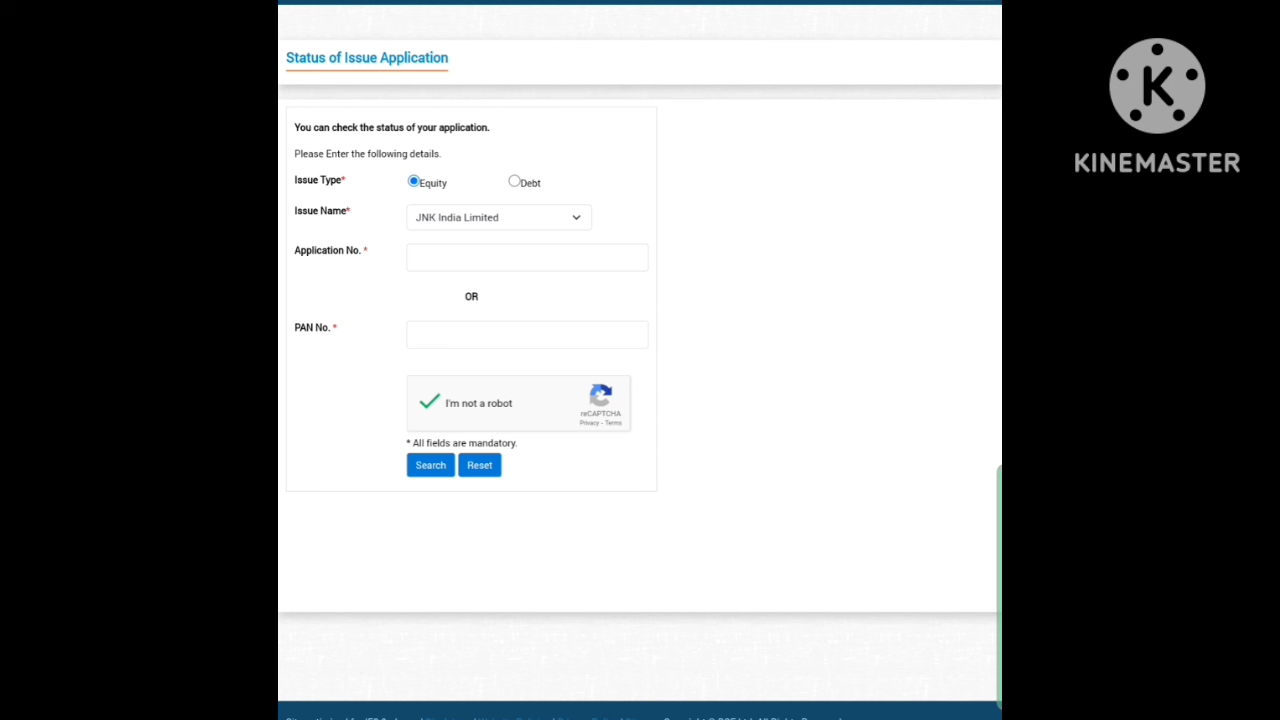 Status of Issue Application
You can check the status of your application.
Please Enter the following details.
Issue Type* Equity Debt
Issue Name* JNK India Limited
Application No. *
OR
PAN No. *
I'm not a robot
reCAPTCHA
Privacy - Terms
* All fields are mandatory.
Search Reset
K
KINEMASTER